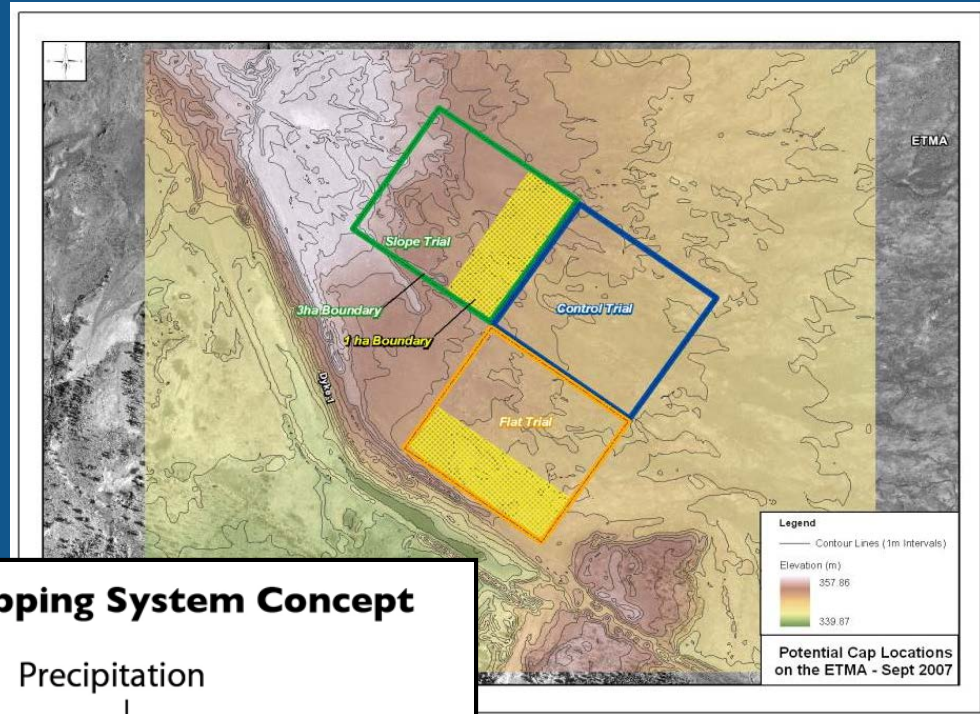 ETMA
Slope Trial
3ha Boundary
Control Trial
1 ha Boundary
Flat Trial
Legend
Contour Lines (1m Intervals)
Elevation (m)
357.86
339.87
Potential Cap Locations
on the ETMA - Sept 2007
pping System Concept
Precipitation